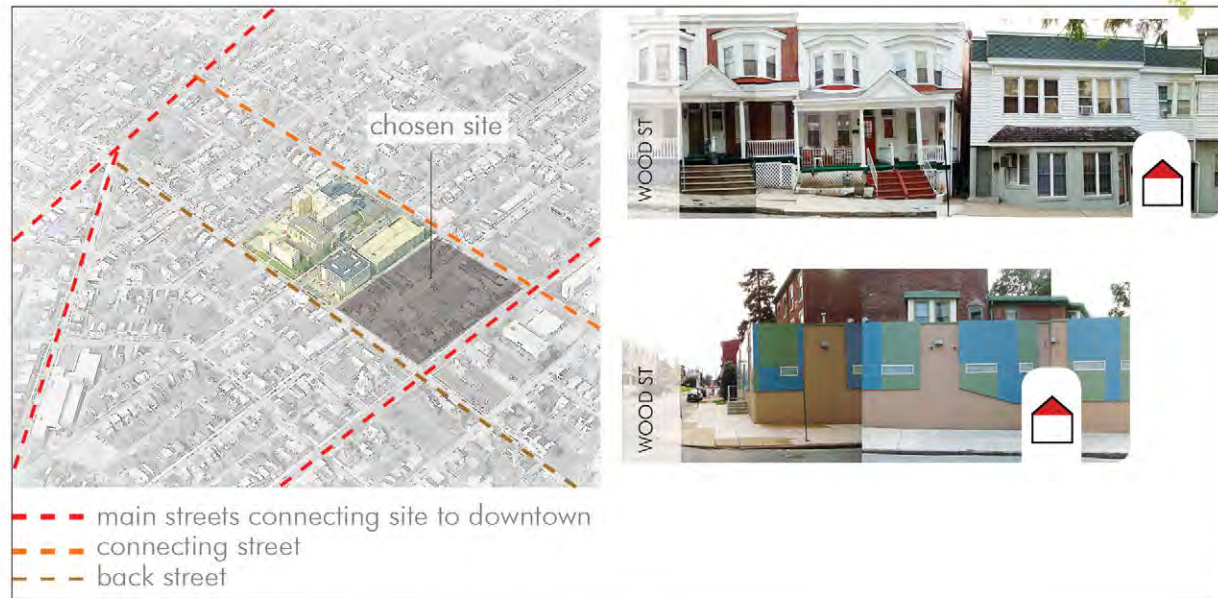 chosen site
WOOD ST
WOOD ST
main streets connecting site to downtown
connecting street
back street